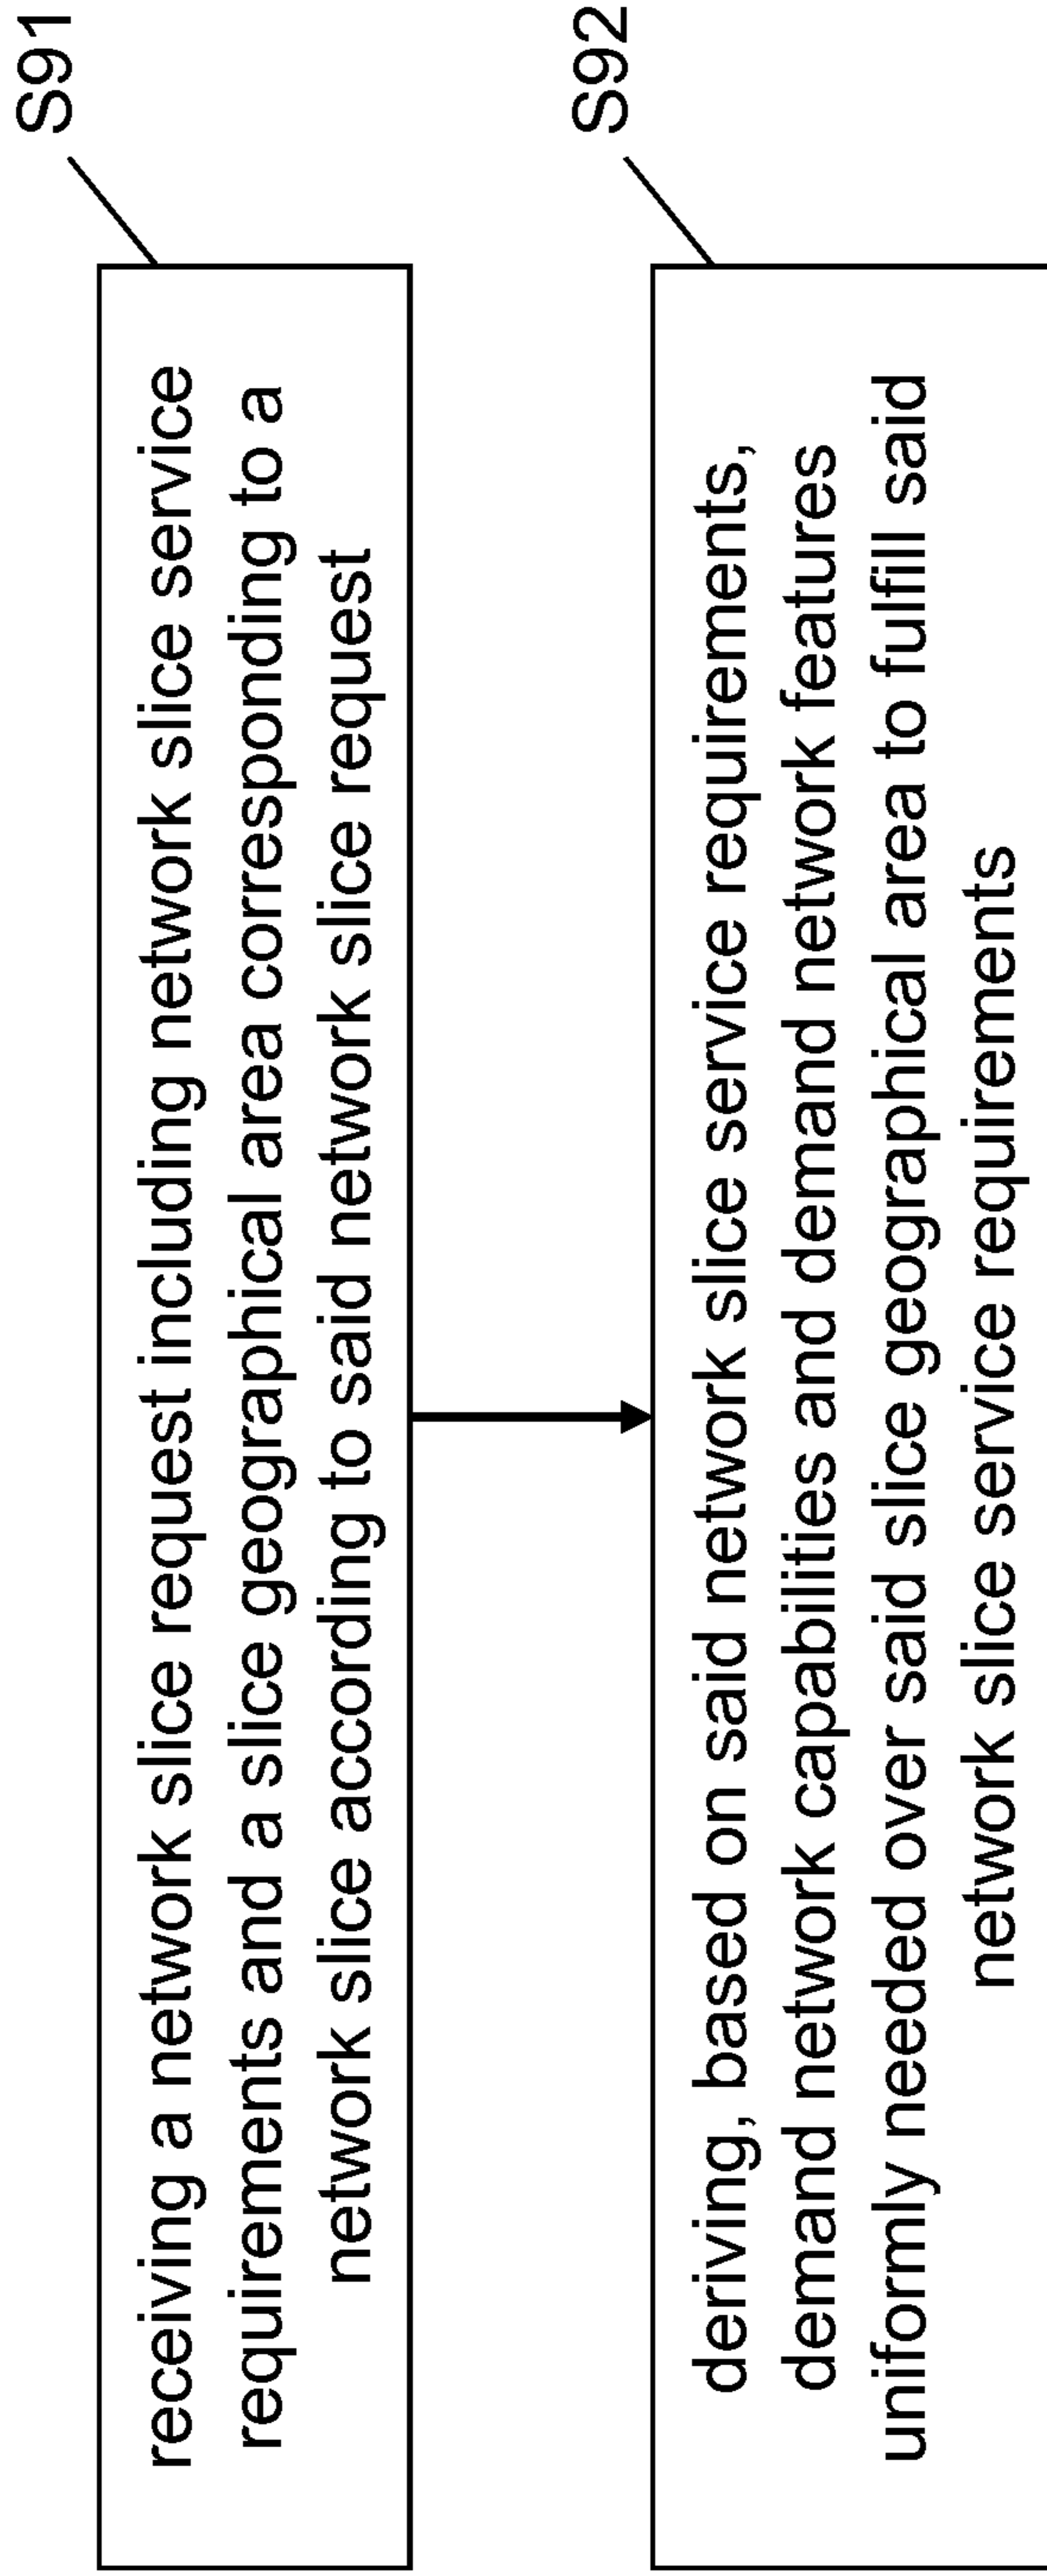 receiving a network slice request including network slice service
requirements and a slice geographical area corresponding to a
network slice according to said network slice request
S91
deriving, based on said network slice service requirements,
demand network capabilities and demand network features
uniformly needed over said slice geographical area to fulfill said
network slice service requirements
S92